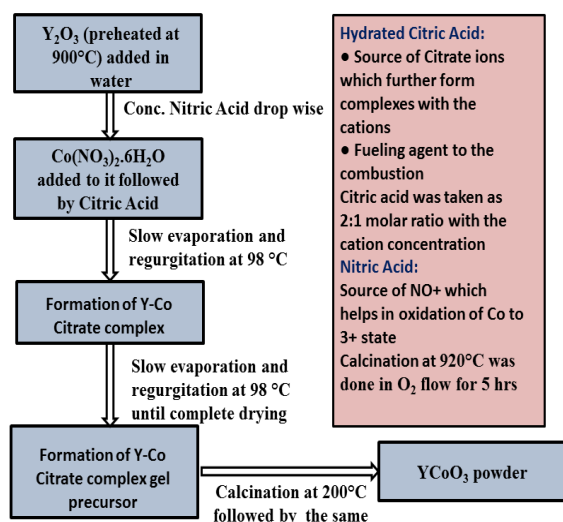 Y₂O₃ (preheated at
900°C) added in
water
Conc. Nitric Acid drop wise
Co(NO₃)₂.6H₂O
added to it followed
by Citric Acid
Slow evaporation and
regurgitation at 98 °C
Formation of Y-Co
Citrate complex
Slow evaporation and
regurgitation at 98 °C
until complete drying
Formation of Y-Co
Citrate complex gel
precursor
Calcination at 200°C
followed by the same
YCoO₃ powder
Hydrated Citric Acid:
● Source of Citrate ions
which further form
complexes with the
cations
● Fueling agent to the
combustion
Citric acid was taken as
2:1 molar ratio with the
cation concentration
Nitric Acid:
Source of NO+ which
helps in oxidation of Co to
3+ state
Calcination at 920°C was
done in O₂ flow for 5 hrs